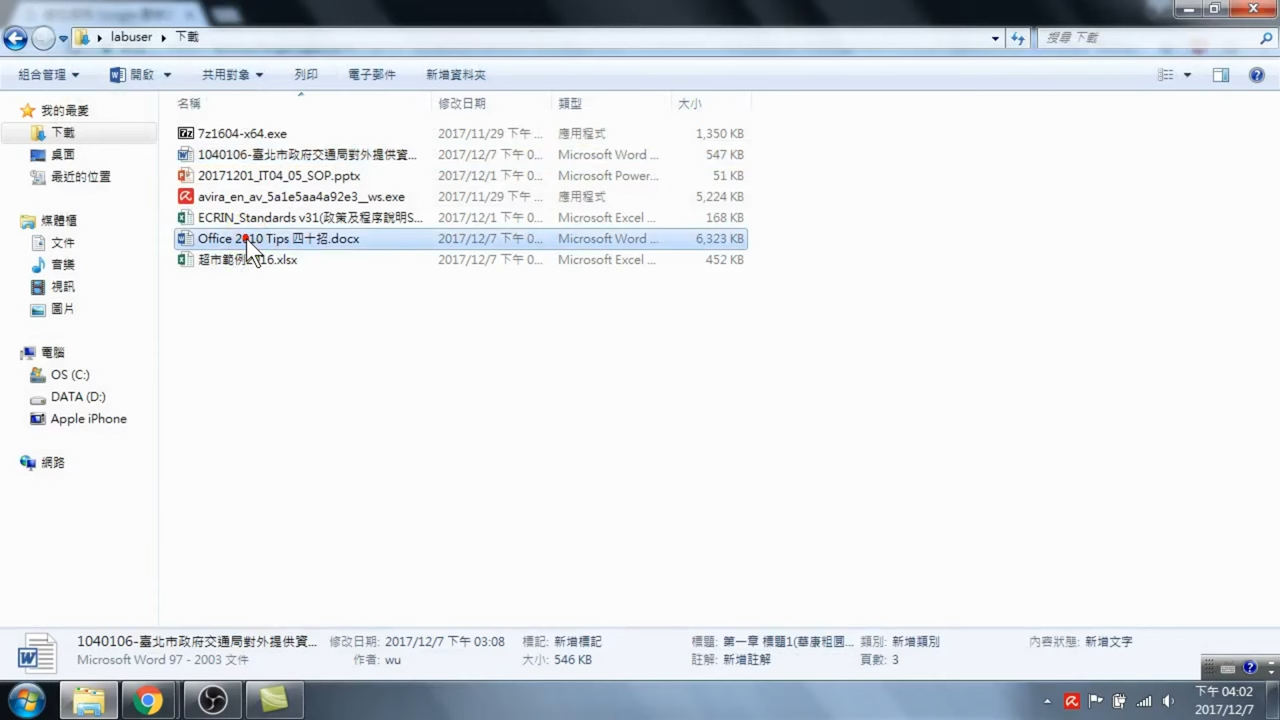 labuser ▸ 下載
搜尋 下載
組合管理 開啟 共用對象 列印 電子郵件 新增資料夾
我的最愛
下載
桌面
最近的位置
媒體櫃
文件
音樂
視訊
圖片
電腦
OS (C:)
DATA (D:)
Apple iPhone
網路
名稱 修改日期 類型 大小
7z1604-x64.exe 2017/11/29 下午 ... 應用程式 1,350 KB
1040106-臺北市政府交通局對外提供資... 2017/12/7 下午 0... Microsoft Word ... 547 KB
20171201_IT04_05_SOP.pptx 2017/12/1 下午 0... Microsoft Power... 51 KB
avira_en_av_5a1e5aa4a92e3__ws.exe 2017/11/29 下午 ... 應用程式 5,224 KB
ECRIN_Standards v31(政策及程序說明S... 2017/12/1 下午 0... Microsoft Excel ... 168 KB
Office 2010 Tips 四十招.docx 2017/12/7 下午 0... Microsoft Word ... 6,323 KB
超市範例 16.xlsx 2017/12/7 下午 0... Microsoft Excel ... 452 KB
1040106-臺北市政府交通局對外提供資... 修改日期: 2017/12/7 下午 03:08 標記: 新增標記 標題: 第一章 標題1(華康粗圓... 類別: 新增類別 內容狀態: 新增文字
Microsoft Word 97 - 2003 文件 作者: wu 大小: 546 KB 註解: 新增註解 頁數: 3
下午 04:02
2017/12/7